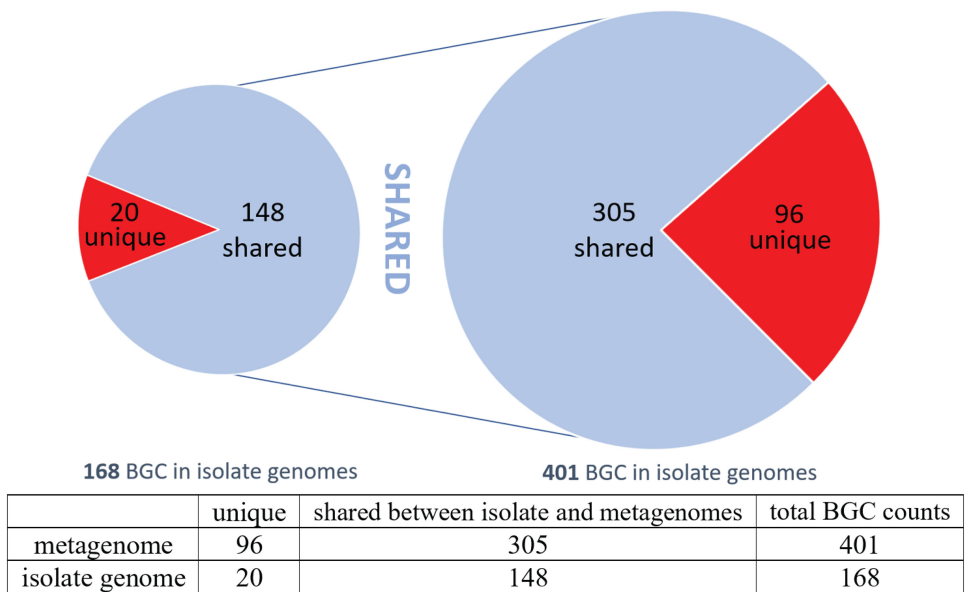 20
unique
148
shared
SHARED
305
shared
96
unique
168 BGC in isolate genomes
401 BGC in isolate genomes
unique shared between isolate and metagenomes total BGC counts
metagenome 96 305 401
isolate genome 20 148 168